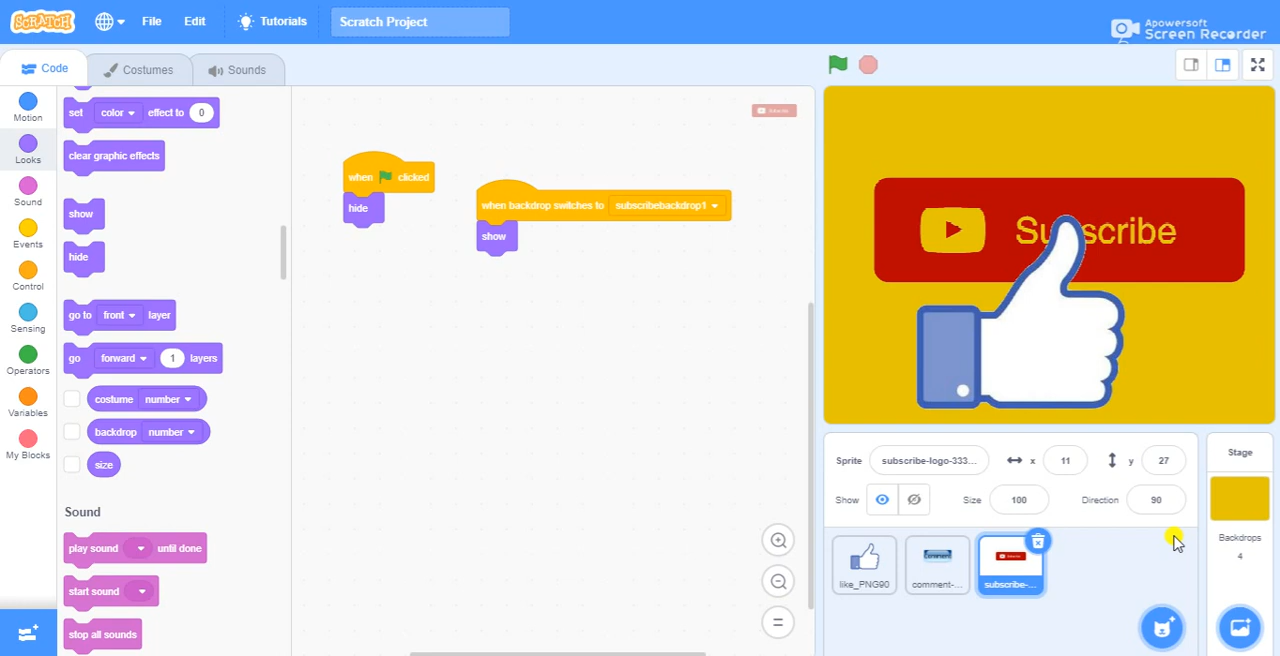 SCRATCH
File
Edit
Tutorials
Scratch Project
Apowersoft
Screen Recorder
Code
Costumes
Sounds
Motion
Looks
Sound
Events
Control
Sensing
Operators
Variables
My Blocks
set color effect to 0
clear graphic effects
show
hide
go to front layer
go forward 1 layers
costume number
backdrop number
size
Sound
play sound until done
start sound
stop all sounds
when clicked
hide
when backdrop switches to subscribebackdrop1
show
Subscribe
Sprite subscribe-logo-333... x 11 y 27
Show Size 100 Direction 90
like_PNG90
Comment
comment-...
subscribe-...
Stage
Backdrops
4